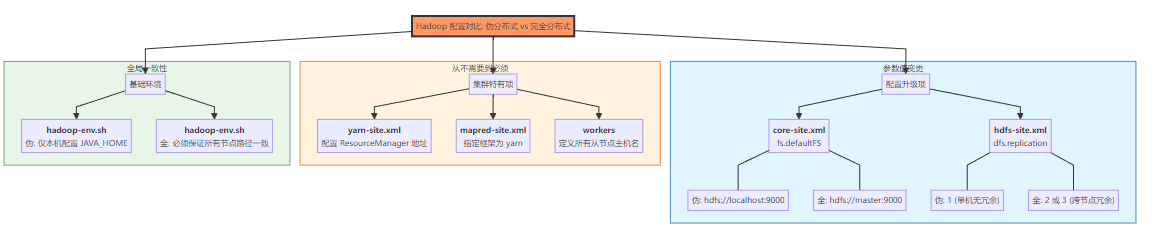 Hadoop 配置对比: 伪分布式 vs 完全分布式
全局一致性
基础环境
hadoop-env.sh
伪: 仅本机配置 JAVA_HOME
hadoop-env.sh
全: 必须保证所有节点路径一致
从不需要到必须
集群特有项
yarn-site.xml
配置 ResourceManager 地址
mapred-site.xml
指定框架为 yarn
workers
定义所有从节点主机名
参数值变更
配置升级项
core-site.xml
fs.defaultFS
hdfs-site.xml
dfs.replication
伪: hdfs://localhost:9000
全: hdfs://master:9000
伪: 1 (单机无冗余)
全: 2 或 3 (跨节点冗余)